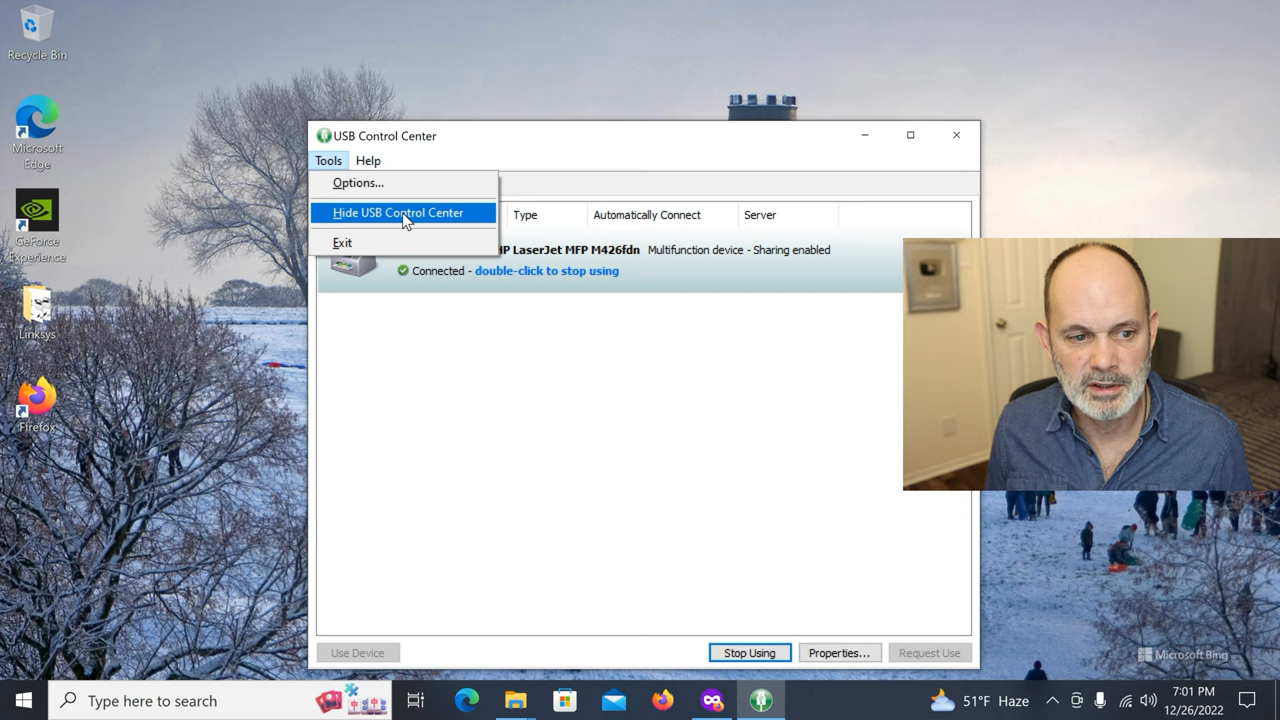 Recycle Bin
Microsoft
Edge
GeForce
Experience
Linksys
Firefox
USB Control Center
Tools Help
Options...
Hide USB Control Center
Exit
Type Automatically Connect Server
HP LaserJet MFP M426fdn Multifunction device - Sharing enabled
Connected - double-click to stop using
Use Device Stop Using Properties... Request Use
Microsoft Bing
Type here to search
51°F Haze
7:01 PM
12/26/2022